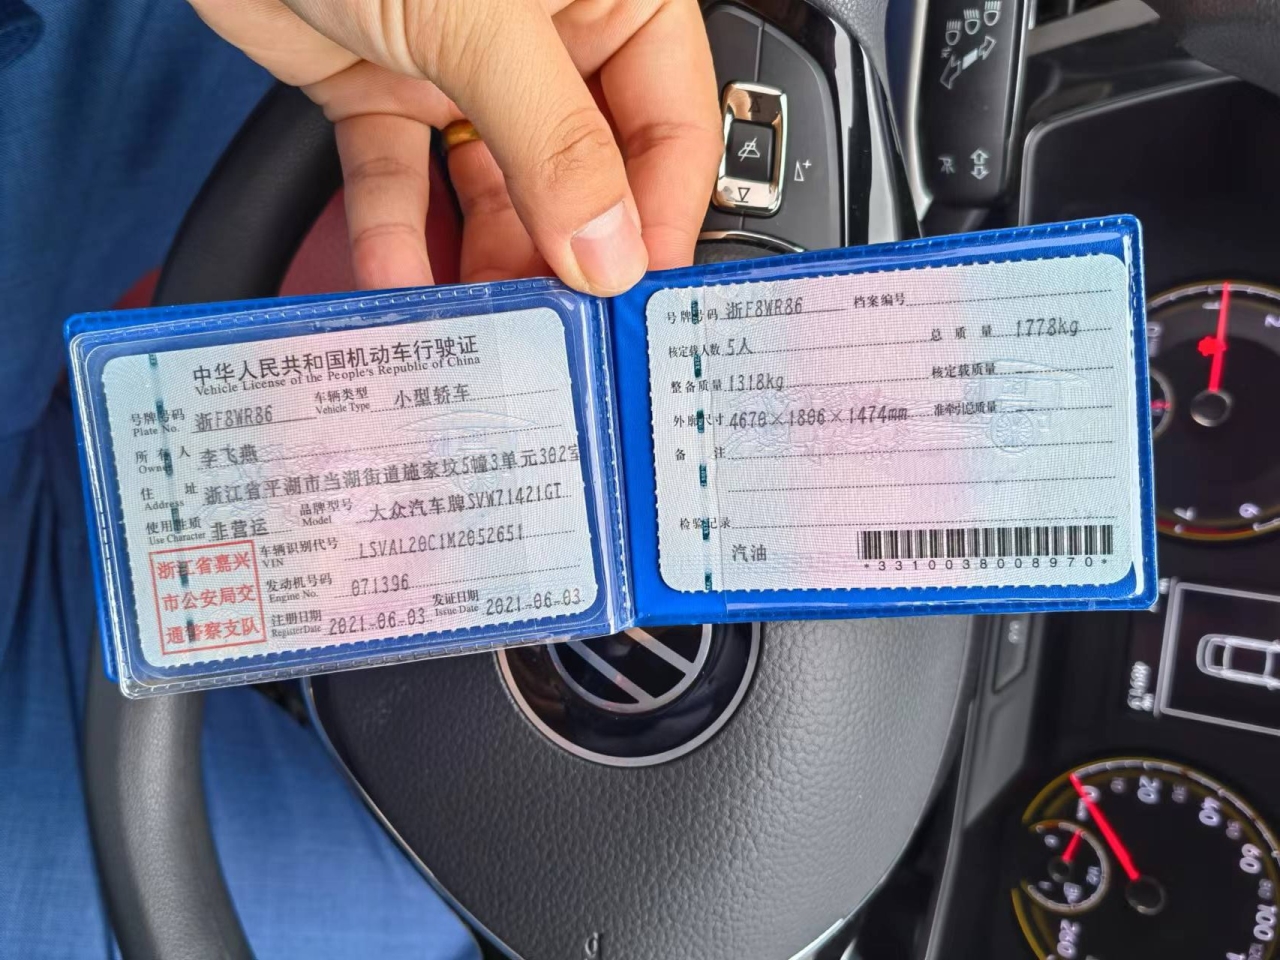 中华人民共和国机动车行驶证
Vehicle License of the People's Republic of China
号牌号码 浙F8WR86 车辆类型 小型轿车
Plate No. Vehicle Type
所有人 李飞燕
Owner
住址 浙江省平湖市当湖街道施家坟5幢3单元302室
Address
使用性质 非营运 品牌型号 大众汽车牌SVW71421GT
Use Character Model
浙江省嘉兴
市公安局交
通警察支队
车辆识别代号 LSVAL20C1M2052651
VIN
发动机号码 071396
Engine No.
注册日期 2021-06-03 发证日期 2021-06-03
Register Date Issue Date
号牌号码 浙F8WR86 档案编号
核定载人数 5人 总质量 1778kg
整备质量 1318kg 核定载质量
外廓尺寸 4670×1806×1474mm 准牵引总质量
备注
检验记录
汽油
*3310038008970*
1
2
0
20
40
60
100